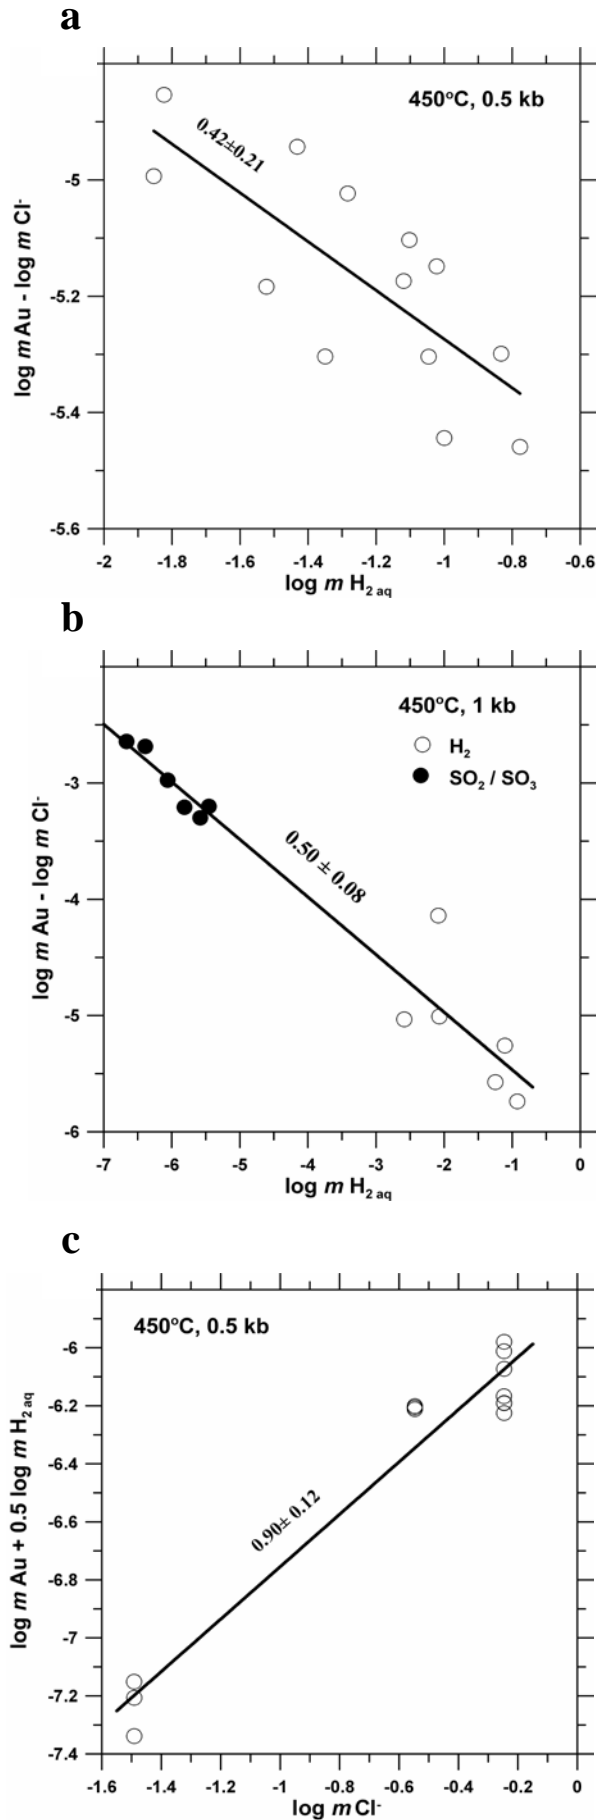 a
450°C, 0.5 kb
0.42±0.21
log m Au - log m Cl-
-5
-5.2
-5.4
-5.6
-2 -1.8 -1.6 -1.4 -1.2 -1 -0.8 -0.6
log m H2 aq
b
450°C, 1 kb
H2
SO2 / SO3
0.50 ± 0.08
log m Au - log m Cl-
-3
-4
-5
-6
-7 -6 -5 -4 -3 -2 -1 0
log m H2 aq
c
450°C, 0.5 kb
0.90± 0.12
log m Au + 0.5 log m H2 aq
-6
-6.2
-6.4
-6.6
-6.8
-7
-7.2
-7.4
-1.6 -1.4 -1.2 -1 -0.8 -0.6 -0.4 -0.2 0
log m Cl-